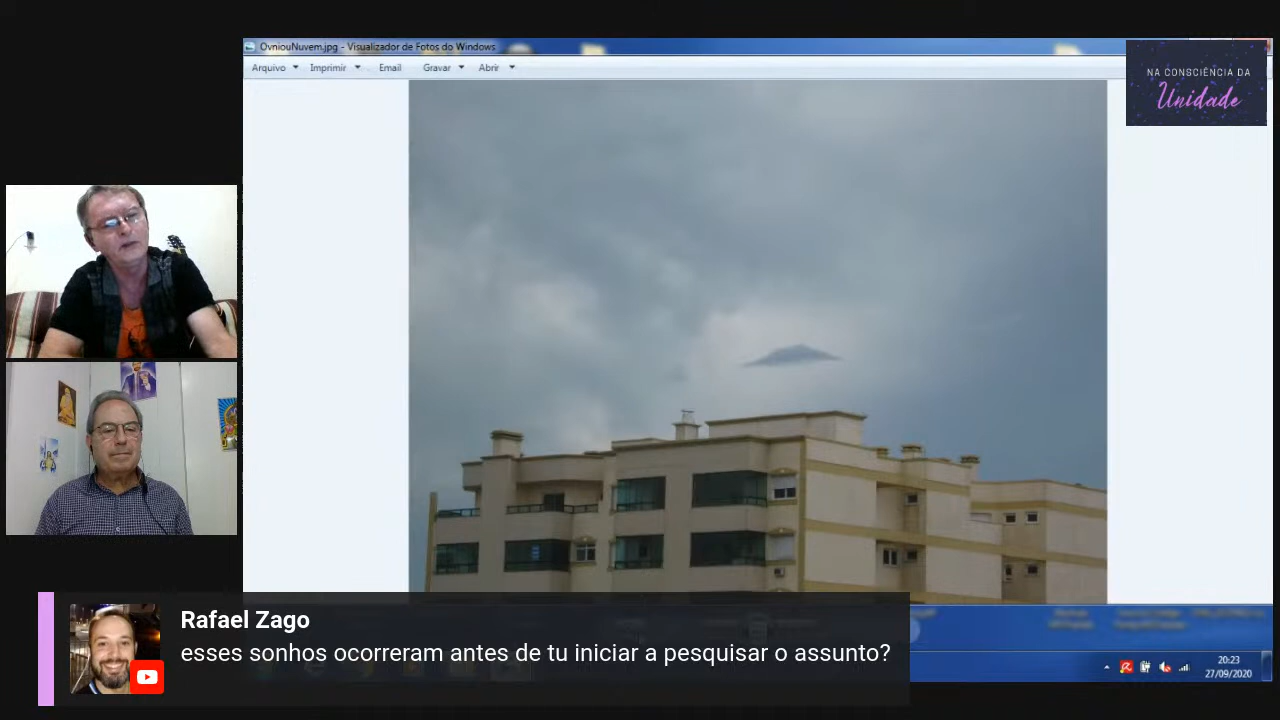 OvniouNuvem.jpg - Visualizador de Fotos do Windows
Arquivo Imprimir Email Gravar Abrir
NA CONSCIÊNCIA DA
Unidade
Rafael Zago
esses sonhos ocorreram antes de tu iniciar a pesquisar o assunto?
20:23
27/09/2020